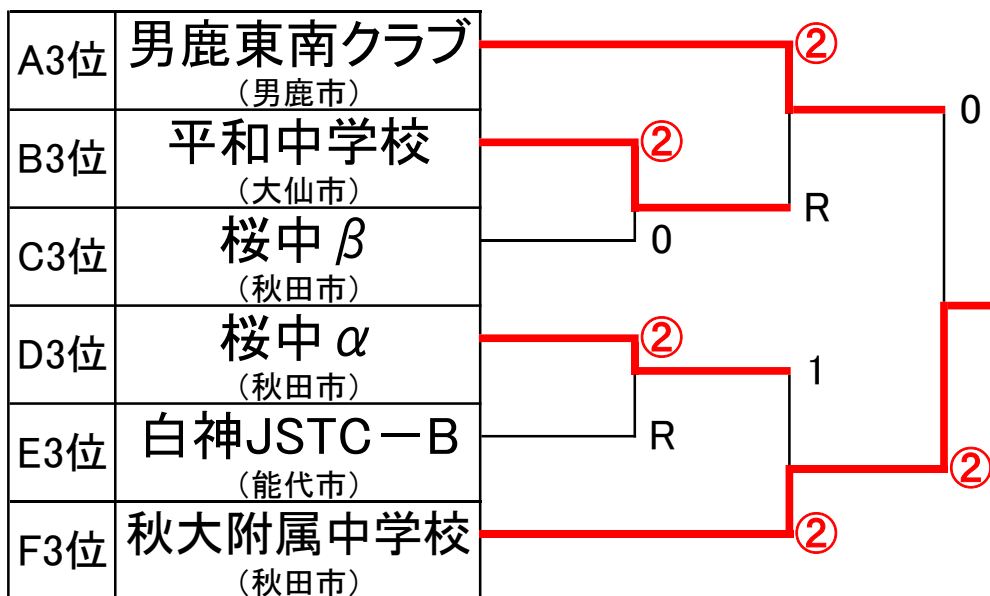 A3位 男鹿東南クラブ ②
(男鹿市) 0
B3位 平和中学校 ②
(大仙市) R
C3位 桜中β 0
(秋田市)
D3位 桜中α ②
(秋田市) 1
E3位 白神JSTC－B R
(能代市) ②
F3位 秋大附属中学校 ②
(秋田市)